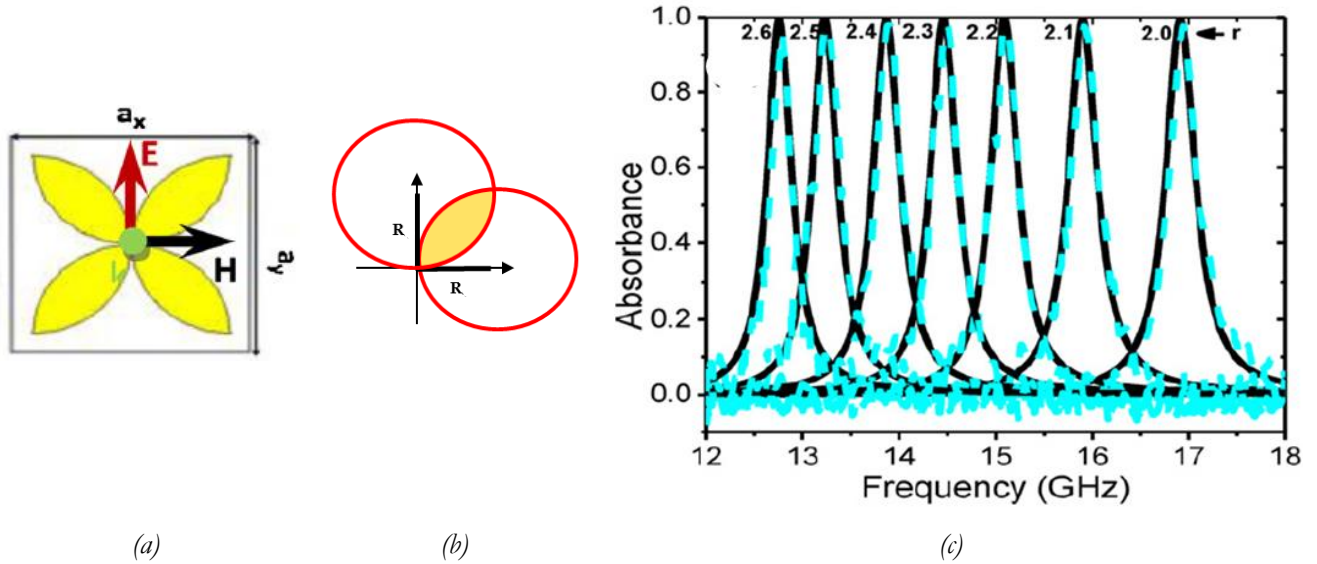 aₓ
E
H
k
a_y
R
R
2.6 2.5 2.4 2.3 2.2 2.1 2.0 ← r
1.0
0.8
0.6
0.4
0.2
0.0
Absorbance
12 13 14 15 16 17 18
Frequency (GHz)
(a) (b) (c)